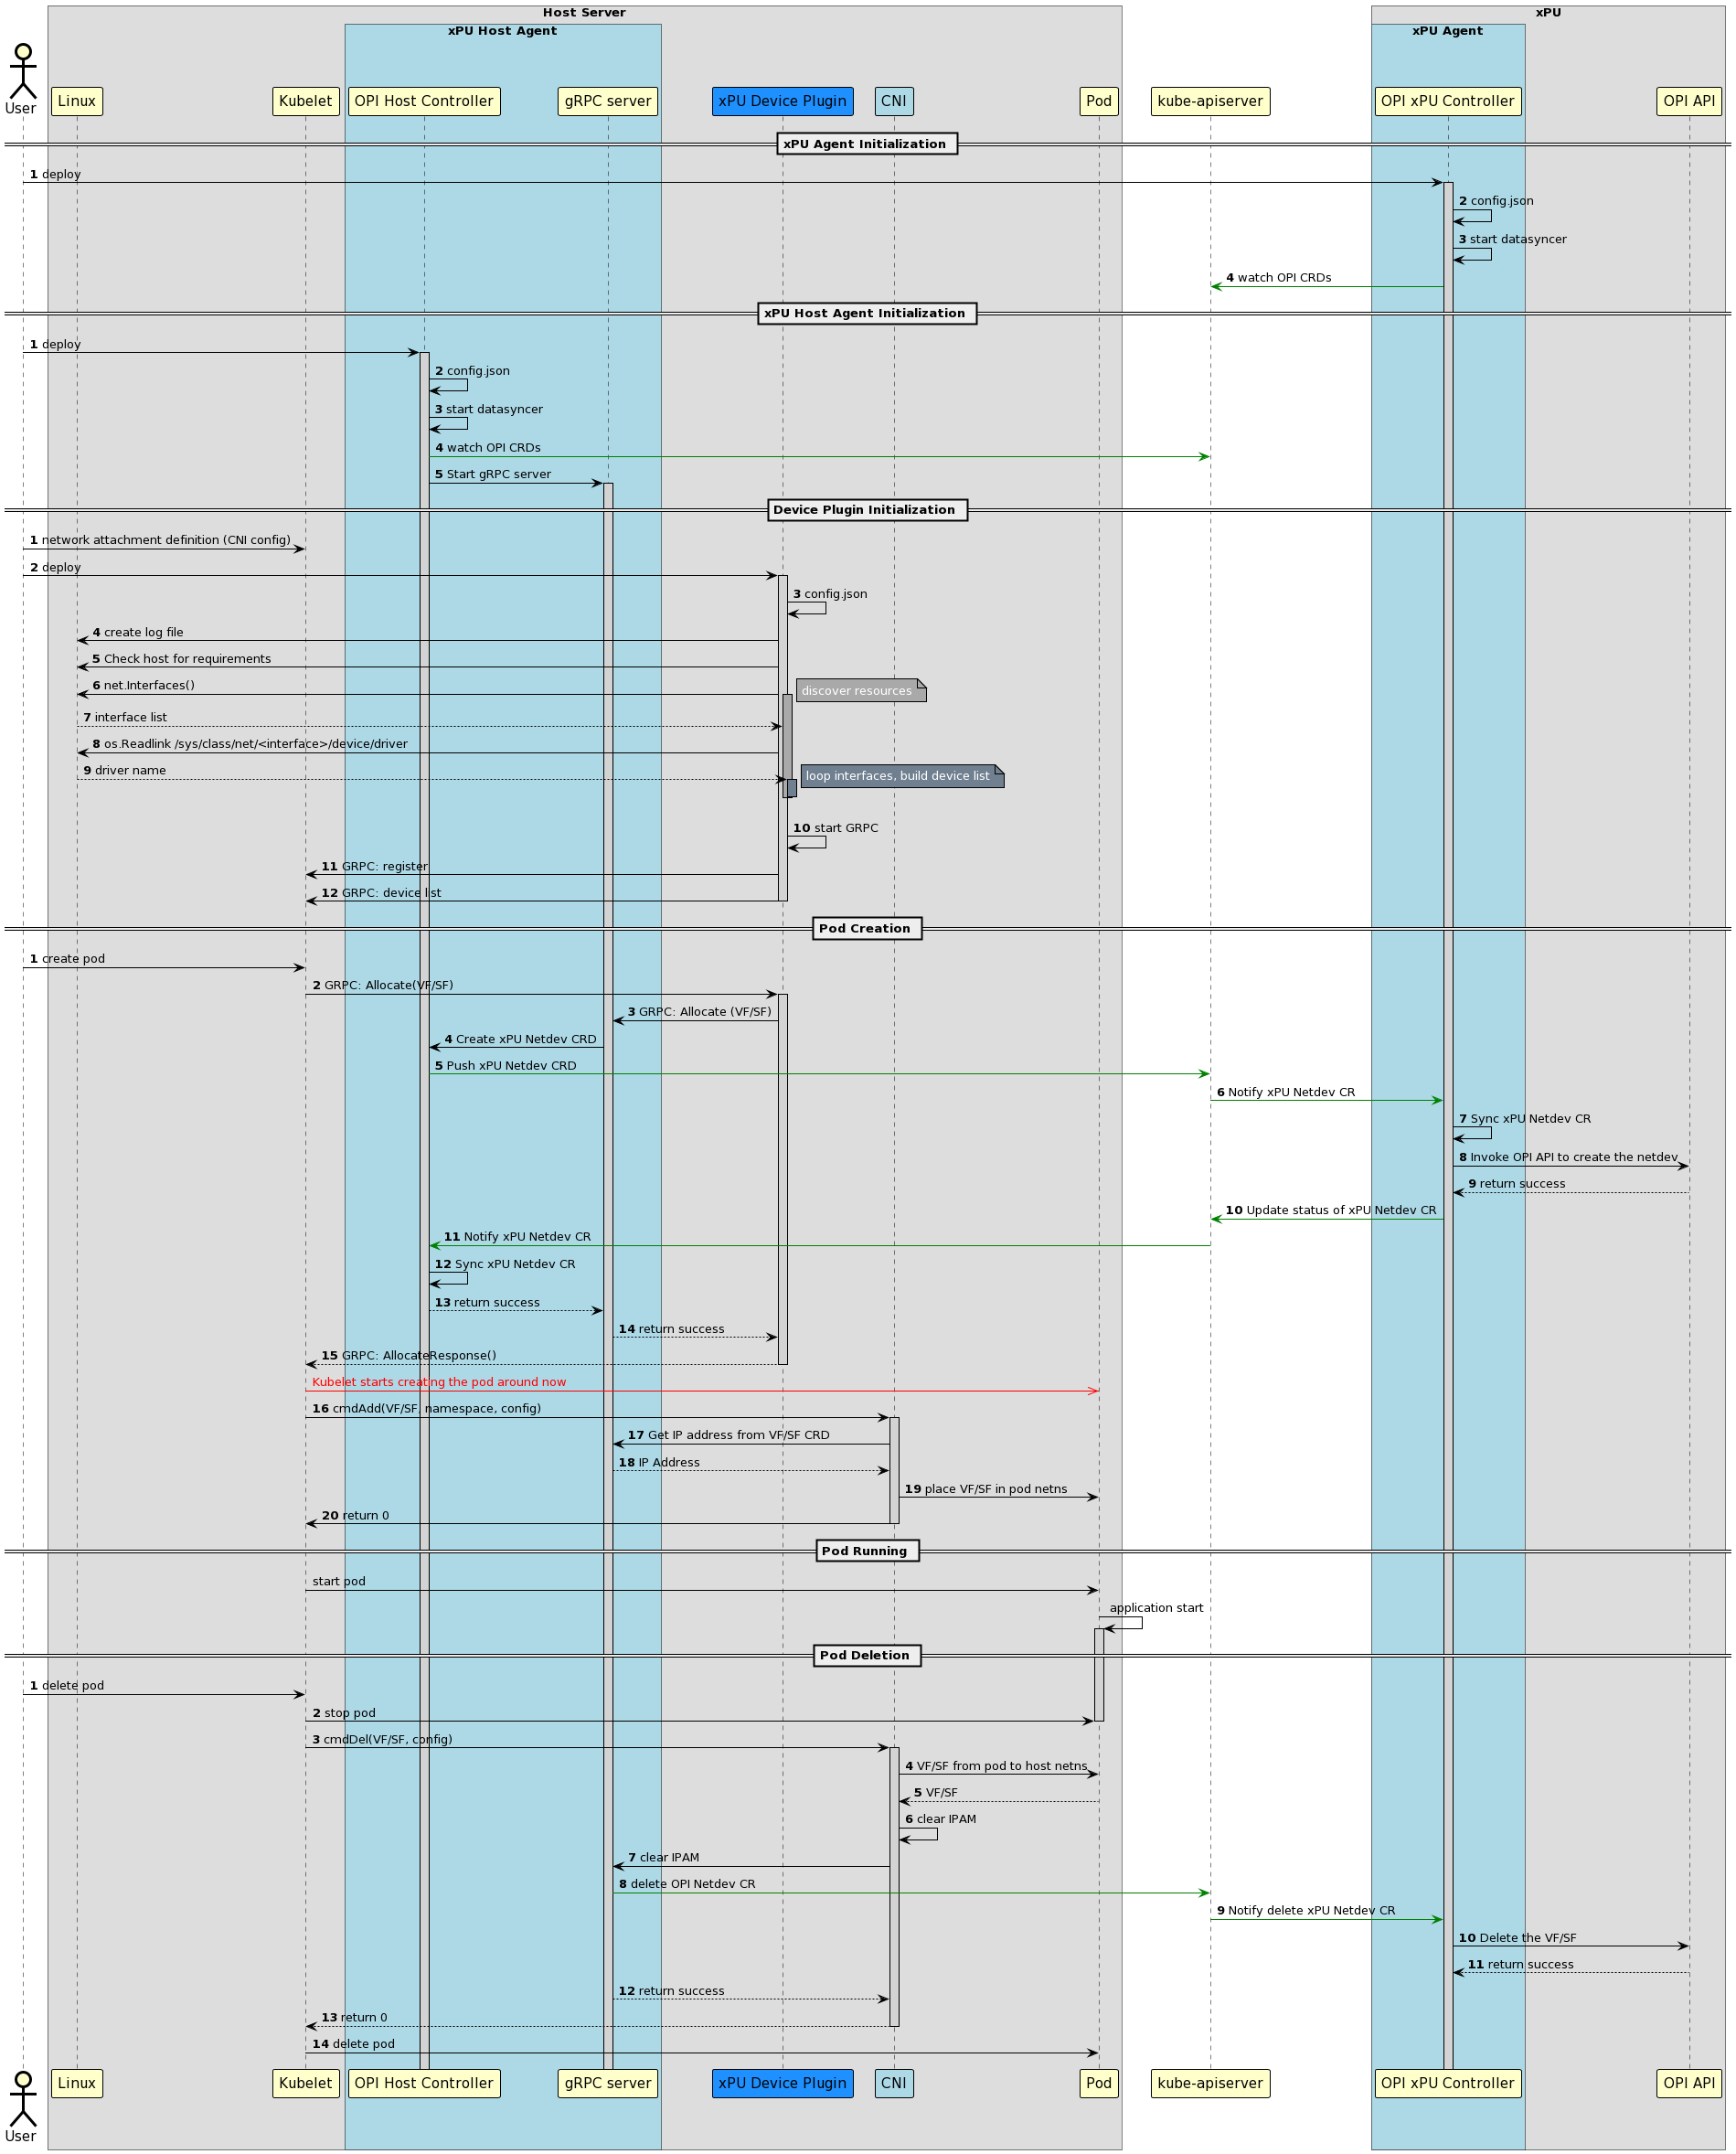 Host Server
xPU
xPU Host Agent
xPU Agent
User
Linux
Kubelet
OPI Host Controller
gRPC server
xPU Device Plugin
CNI
Pod
kube-apiserver
OPI xPU Controller
OPI API
xPU Agent Initialization
1 deploy
2 config.json
3 start datasyncer
4 watch OPI CRDs
xPU Host Agent Initialization
1 deploy
2 config.json
3 start datasyncer
4 watch OPI CRDs
5 Start gRPC server
Device Plugin Initialization
1 network attachment definition (CNI config)
2 deploy
3 config.json
4 create log file
5 Check host for requirements
6 net.Interfaces()
discover resources
7 interface list
8 os.Readlink /sys/class/net/<interface>/device/driver
9 driver name
loop interfaces, build device list
10 start GRPC
11 GRPC: register
12 GRPC: device list
Pod Creation
1 create pod
2 GRPC: Allocate(VF/SF)
3 GRPC: Allocate (VF/SF)
4 Create xPU Netdev CRD
5 Push xPU Netdev CRD
6 Notify xPU Netdev CR
7 Sync xPU Netdev CR
8 Invoke OPI API to create the netdev
9 return success
10 Update status of xPU Netdev CR
11 Notify xPU Netdev CR
12 Sync xPU Netdev CR
13 return success
14 return success
15 GRPC: AllocateResponse()
Kubelet starts creating the pod around now
16 cmdAdd(VF/SF, namespace, config)
17 Get IP address from VF/SF CRD
18 IP Address
19 place VF/SF in pod netns
20 return 0
Pod Running
start pod
application start
Pod Deletion
1 delete pod
2 stop pod
3 cmdDel(VF/SF, config)
4 VF/SF from pod to host netns
5 VF/SF
6 clear IPAM
7 clear IPAM
8 delete OPI Netdev CR
9 Notify delete xPU Netdev CR
10 Delete the VF/SF
11 return success
12 return success
13 return 0
14 delete pod
User
Linux
Kubelet
OPI Host Controller
gRPC server
xPU Device Plugin
CNI
Pod
kube-apiserver
OPI xPU Controller
OPI API